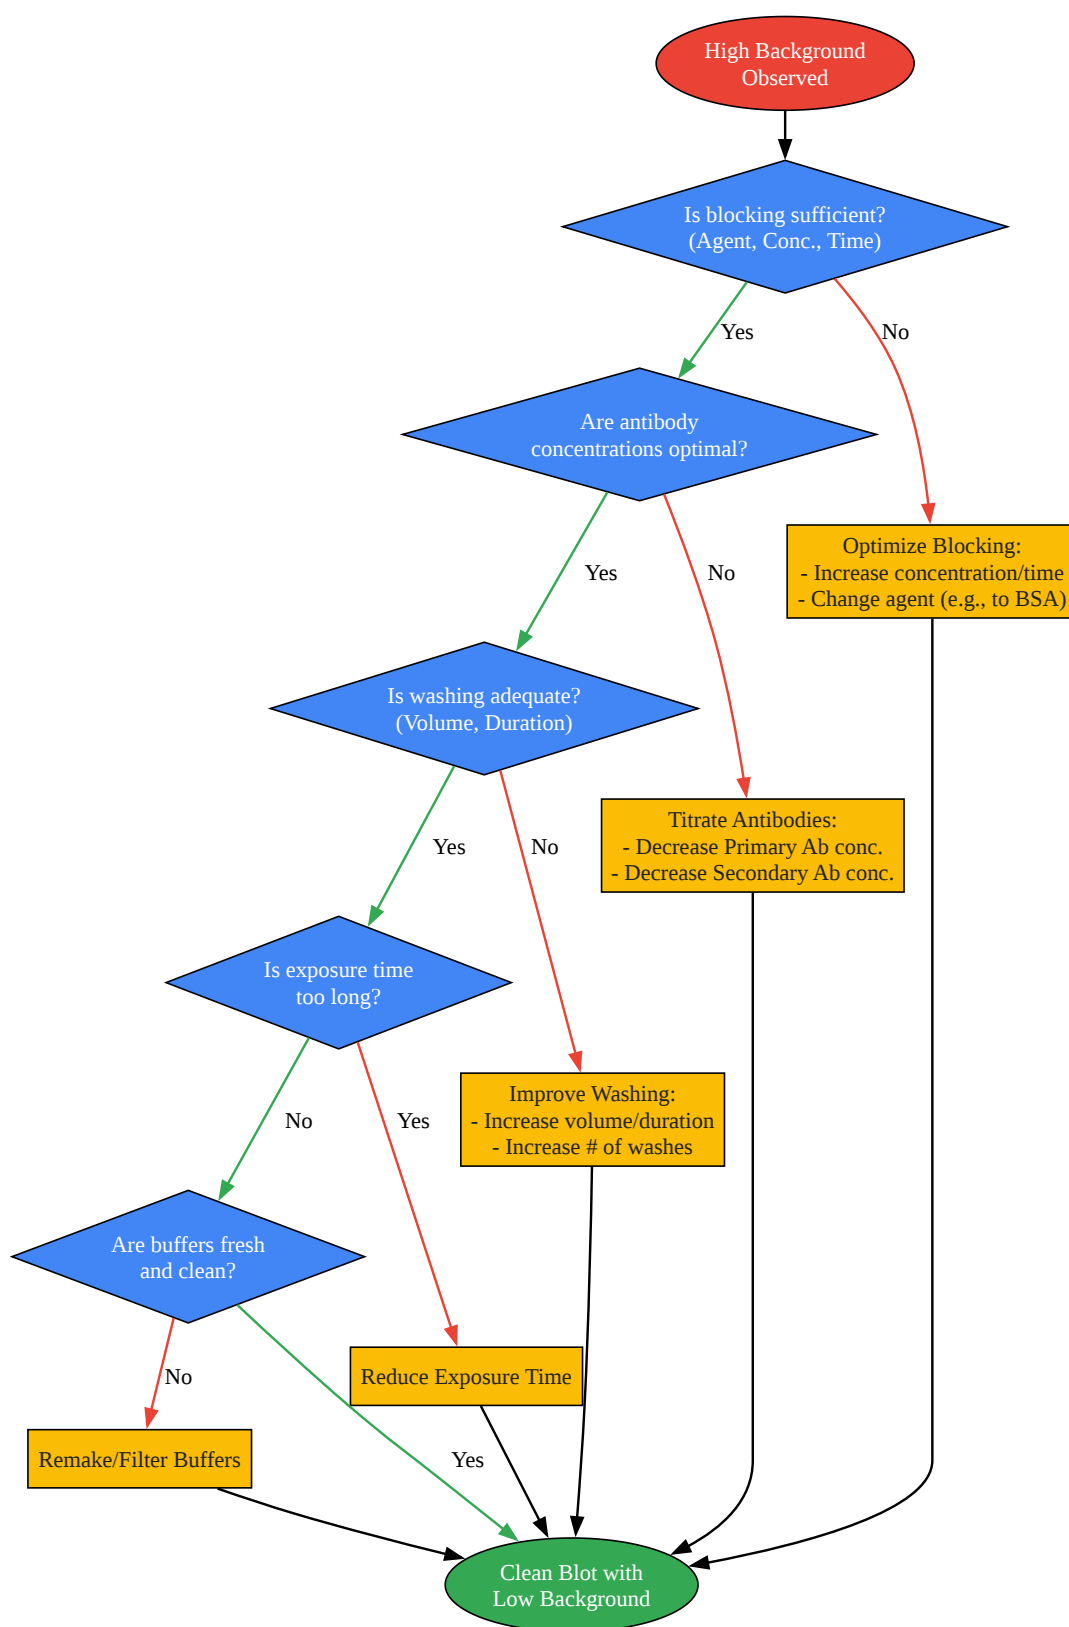 High Background
Observed
Is blocking sufficient?
(Agent, Conc., Time)
Yes
No
Are antibody
concentrations optimal?
Optimize Blocking:
- Increase concentration/time
- Change agent (e.g., to BSA)
Yes
No
Is washing adequate?
(Volume, Duration)
Titrate Antibodies:
- Decrease Primary Ab conc.
- Decrease Secondary Ab conc.
Yes
No
Is exposure time
too long?
Improve Washing:
- Increase volume/duration
- Increase # of washes
No
Yes
Are buffers fresh
and clean?
Reduce Exposure Time
No
Remake/Filter Buffers
Yes
Clean Blot with
Low Background